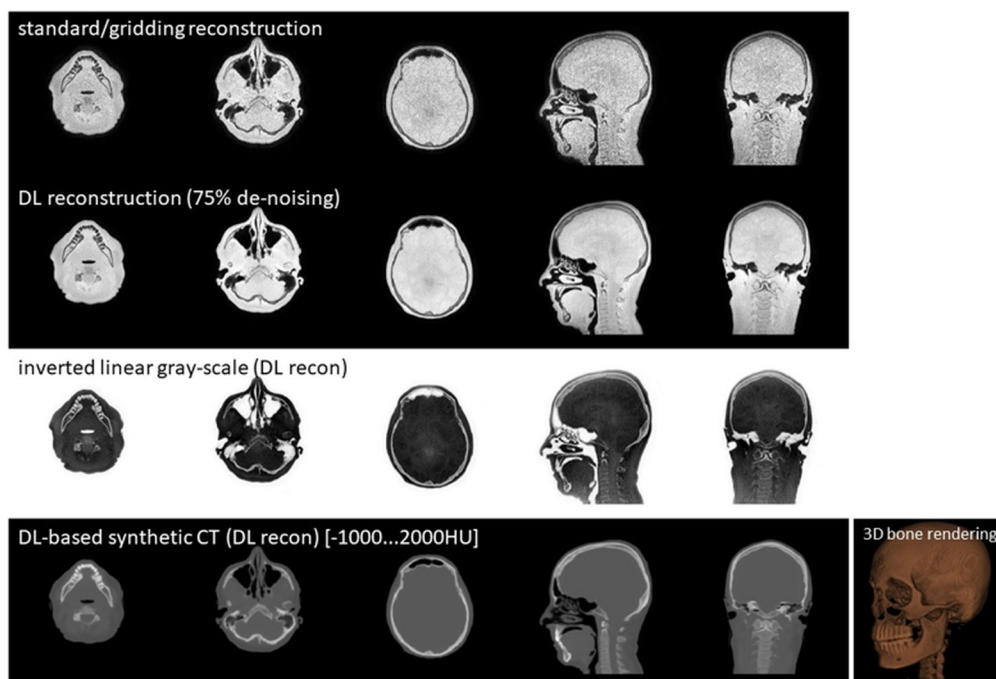 standard/gridding reconstruction
DL reconstruction (75% de-noising)
inverted linear gray-scale (DL recon)
DL-based synthetic CT (DL recon) [-1000...2000HU]
3D bone rendering